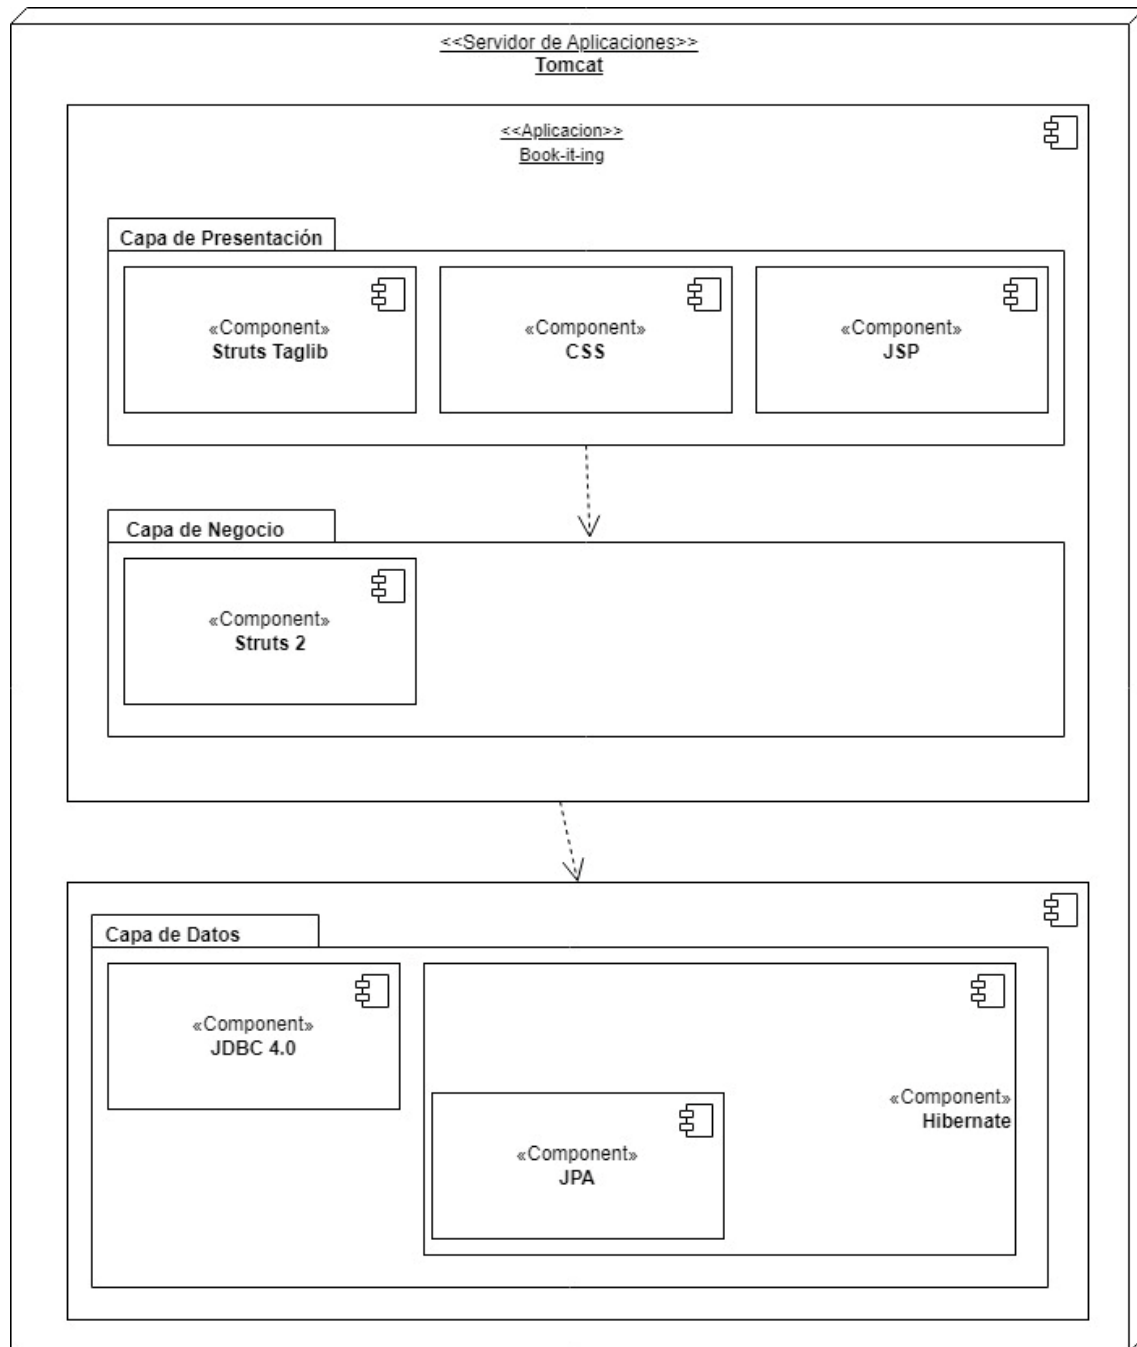 <<Servidor de Aplicaciones>>
Tomcat
<<Aplicacion>>
Book-it-ing
Capa de Presentación
«Component»
Struts Taglib
«Component»
CSS
«Component»
JSP
Capa de Negocio
«Component»
Struts 2
Capa de Datos
«Component»
JDBC 4.0
«Component»
Hibernate
«Component»
JPA